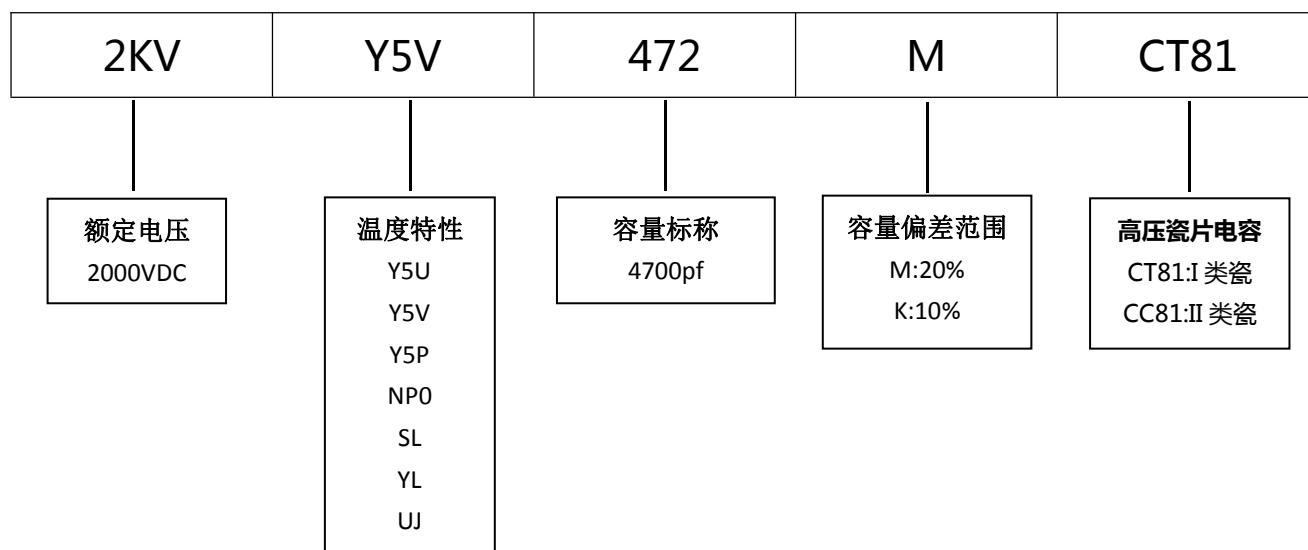 2KV Y5V 472 M CT81
额定电压
2000VDC
温度特性
Y5U
Y5V
Y5P
NP0
SL
YL
UJ
容量标称
4700pf
容量偏差范围
M:20%
K:10%
高压瓷片电容
CT81:I 类瓷
CC81:II 类瓷